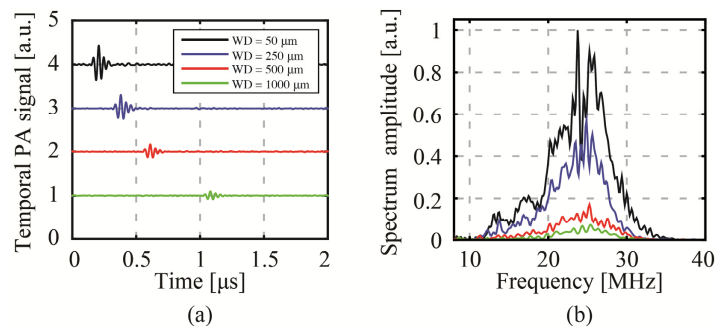 Temporal PA signal [a.u.]
5
4
3
2
1
0
WD = 50 μm
WD = 250 μm
WD = 500 μm
WD = 1000 μm
0 0.5 1 1.5 2
Time [μs]
(a)
Spectrum amplitude [a.u.]
1
0.8
0.6
0.4
0.2
0
10 20 30 40
Frequency [MHz]
(b)